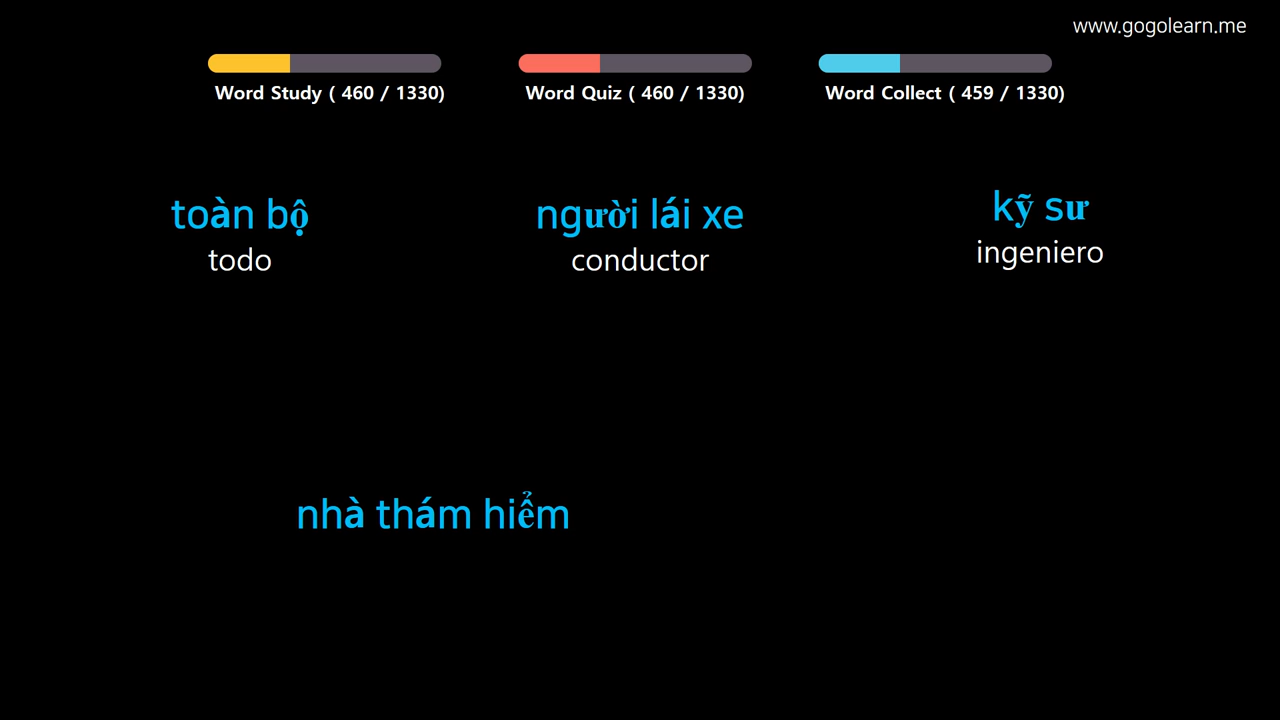 www.gogolearn.me
Word Study ( 460 / 1330)
Word Quiz ( 460 / 1330)
Word Collect ( 459 / 1330)
toàn bộ
todo
người lái xe
conductor
kỹ sư
ingeniero
nhà thám hiểm